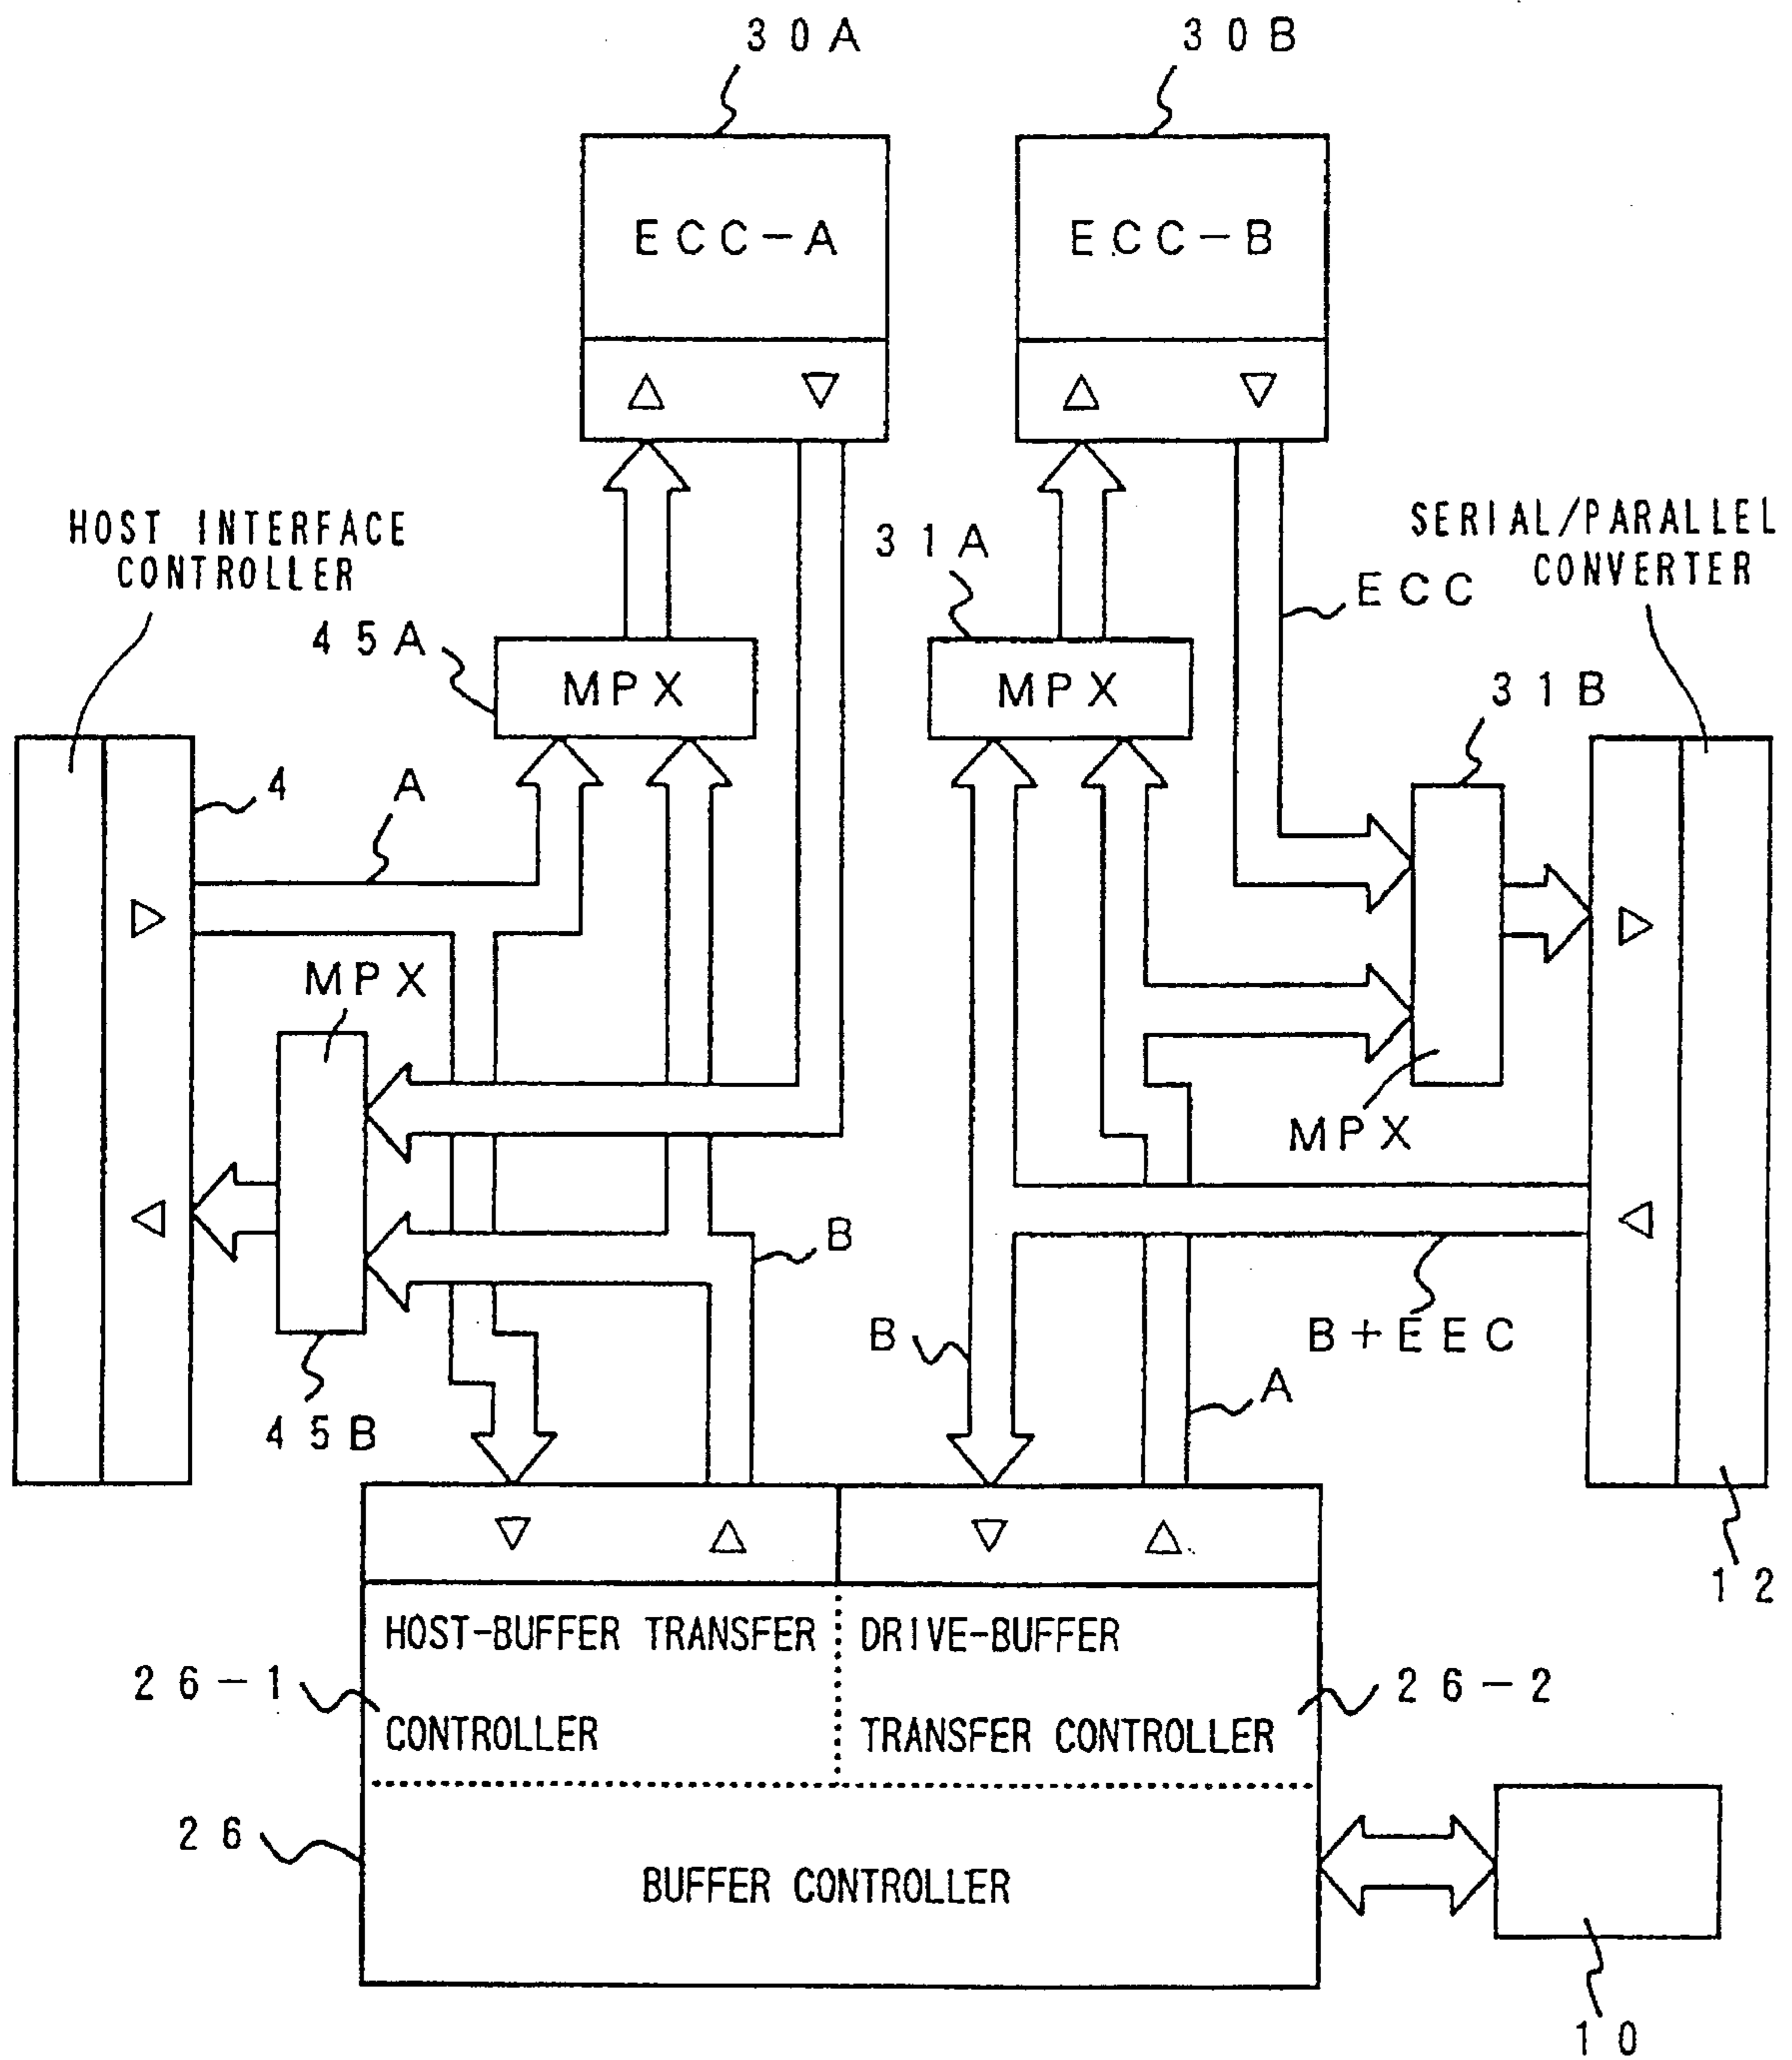 30A
30B
ECC-A
ECC-B
HOST INTERFACE
CONTROLLER
31A
SERIAL/PARALLEL
CONVERTER
ECC
45A
MPX
MPX
31B
4
A
MPX
MPX
B
B
B+EEC
A
45B
12
HOST-BUFFER TRANSFER
CONTROLLER
DRIVE-BUFFER
TRANSFER CONTROLLER
26-1
26-2
26
BUFFER CONTROLLER
10